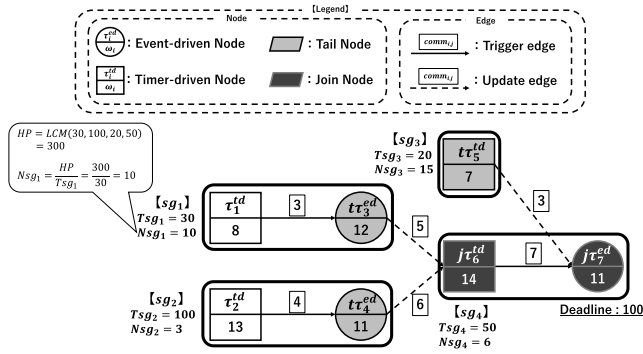 【Legend】
Node
Edge
τ_i^{ed}
ω_i
: Event-driven Node
: Tail Node
comm_{i,j}
: Trigger edge
τ_i^{td}
ω_i
: Timer-driven Node
: Join Node
comm_{i,j}
: Update edge
HP = LCM(30, 100, 20, 50)
= 300
Nsg_1 = HP/Tsg_1 = 300/30 = 10
【sg_3】
Tsg_3 = 20
Nsg_3 = 15
tτ_5^{td}
7
3
【sg_1】
Tsg_1 = 30
Nsg_1 = 10
τ_1^{td}
8
3
tτ_3^{ed}
12
5
jτ_6^{td}
14
7
jτ_7^{ed}
11
6
【sg_2】
Tsg_2 = 100
Nsg_2 = 3
τ_2^{td}
13
4
tτ_4^{ed}
11
【sg_4】
Tsg_4 = 50
Nsg_4 = 6
Deadline : 100